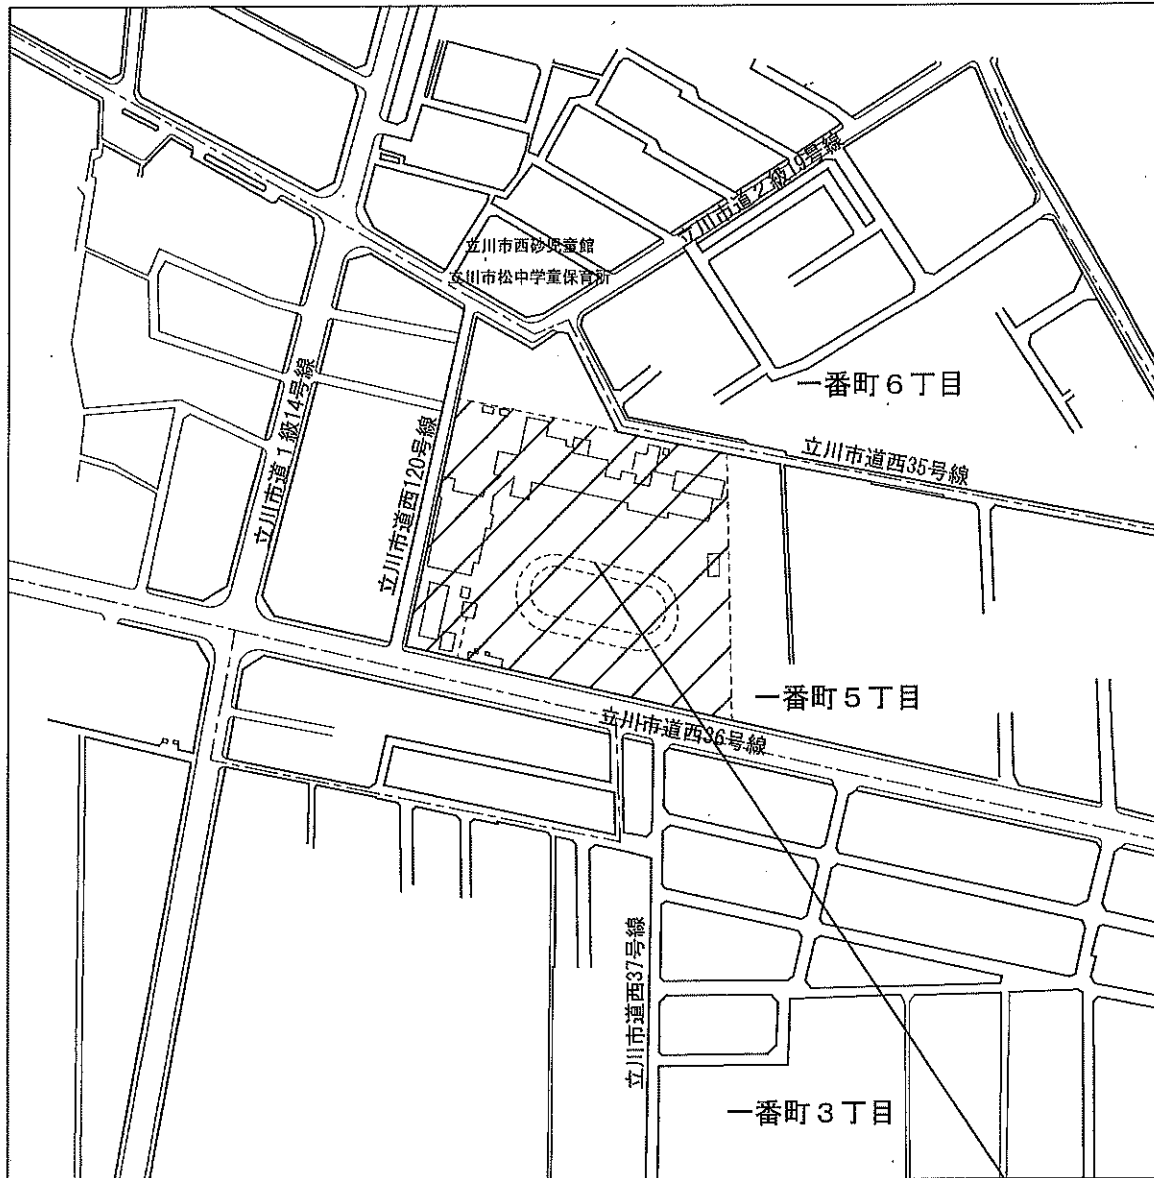 立川市道２級19号線
立川市西砂児童館
立川市松中学童保育所
一番町６丁目
立川市道１級14号線
立川市道西120号線
立川市道西35号線
一番町５丁目
立川市道西36号線
立川市道西37号線
一番町３丁目